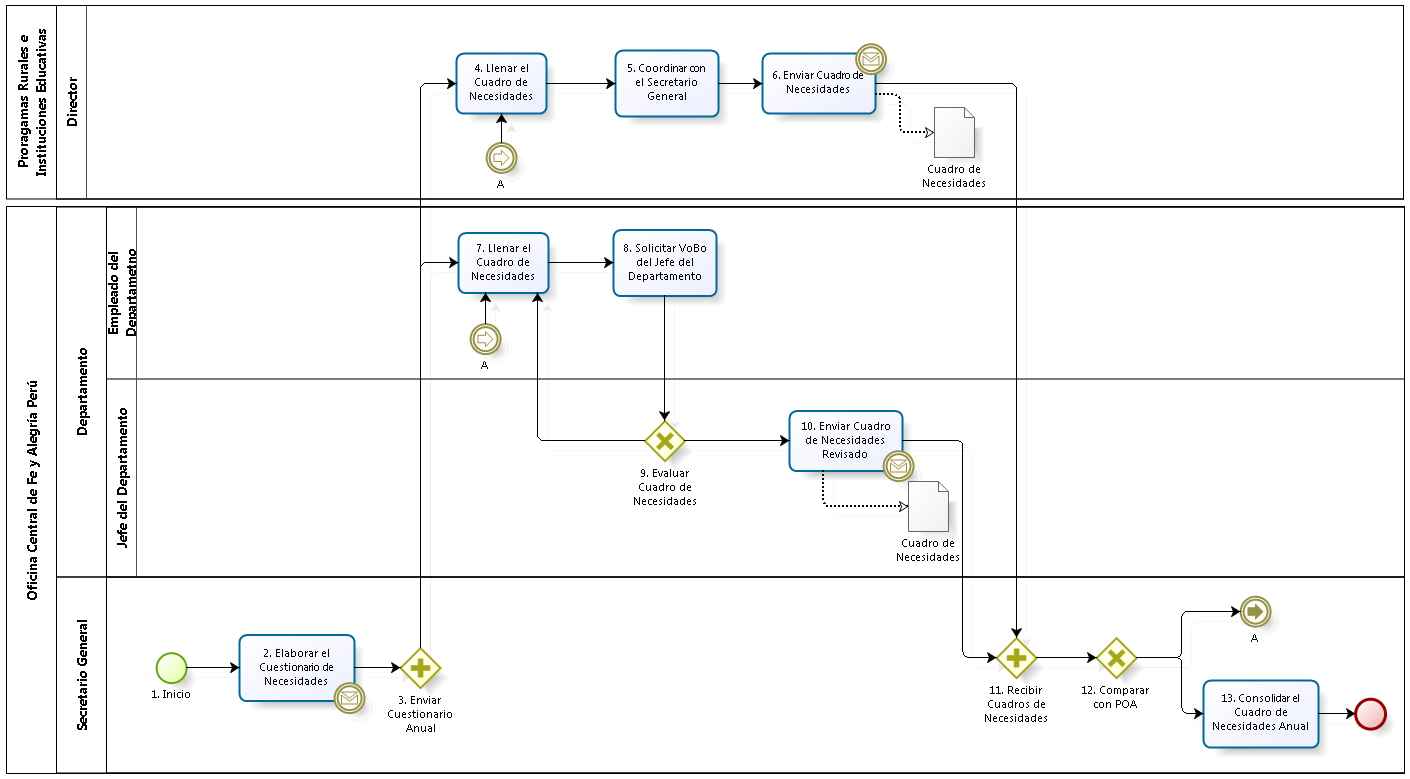 Proragamas Rurales e
Instituciones Educativas
Director
4. Llenar el
Cuadro de
Necesidades
5. Coordinar con
el Secretario
General
6. Enviar Cuadro de
Necesidades
A
Cuadro de
Necesidades
Oficina Central de Fe y Alegría Perú
Departamento
Empleado del
Departametno
7. Llenar el
Cuadro de
Necesidades
8. Solicitar VoBo
del Jefe del
Departamento
A
Jefe del Departamento
9. Evaluar
Cuadro de
Necesidades
10. Enviar Cuadro
de Necesidades
Revisado
Cuadro de
Necesidades
Secretario General
1. Inicio
2. Elaborar el
Cuestionario de
Necesidades
3. Enviar
Cuestionario
Anual
11. Recibir
Cuadros de
Necesidades
12. Comparar
con POA
A
13. Consolidar el
Cuadro de
Necesidades Anual